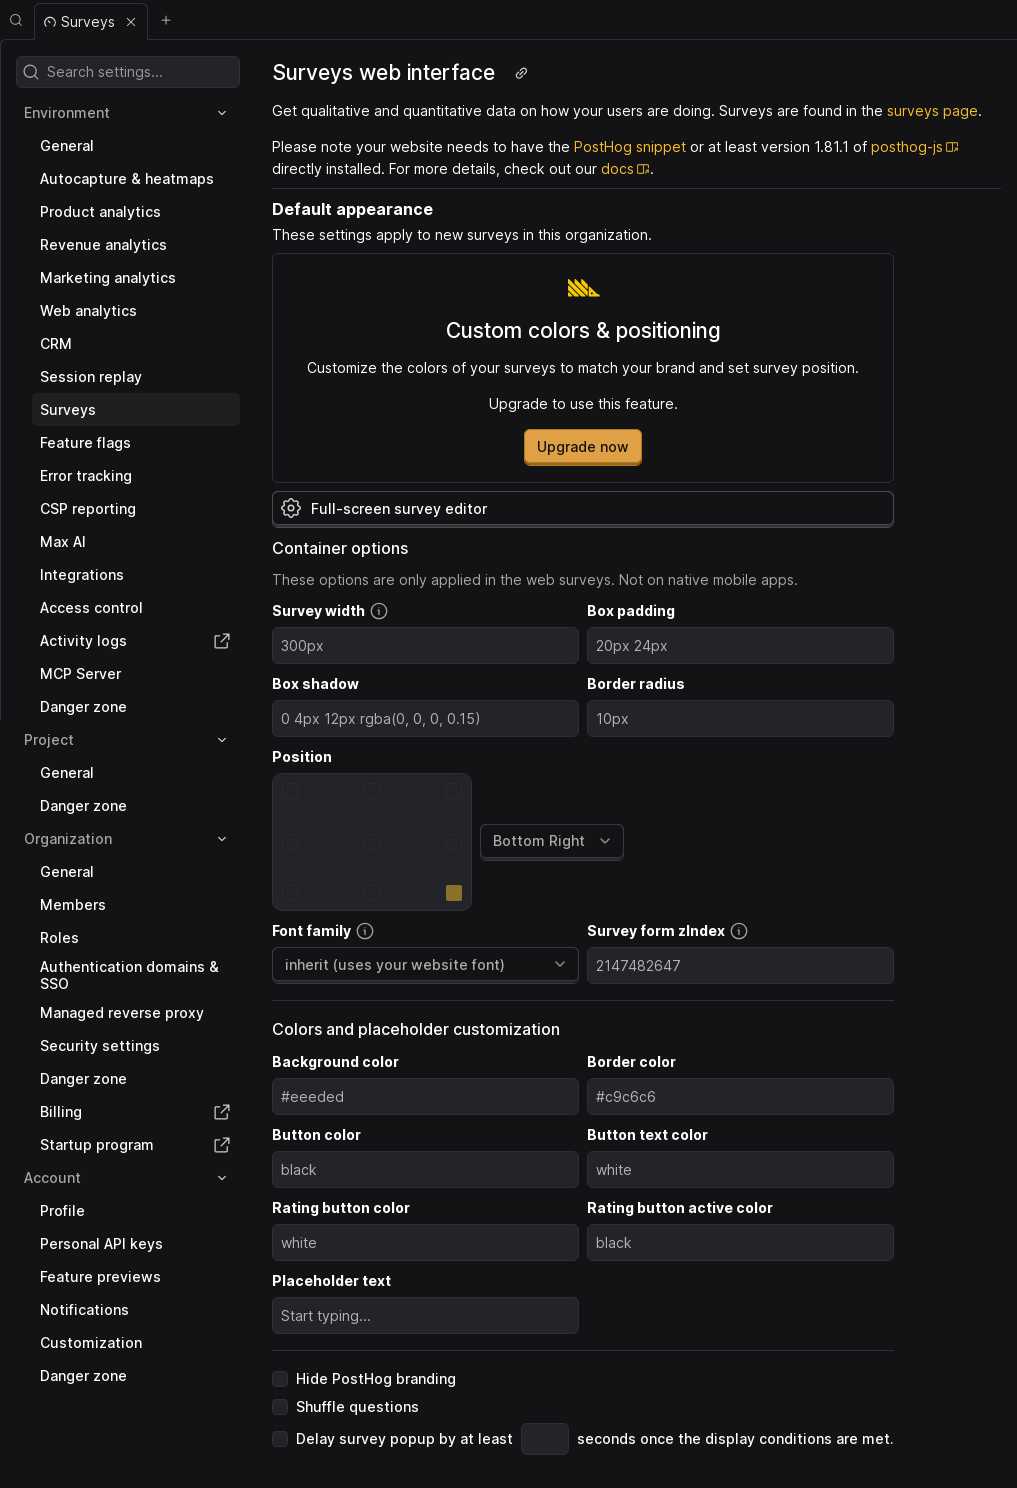 Surveys
Search settings...
Environment
General
Autocapture & heatmaps
Product analytics
Revenue analytics
Marketing analytics
Web analytics
CRM
Session replay
Surveys
Feature flags
Error tracking
CSP reporting
Max AI
Integrations
Access control
Activity logs
MCP Server
Danger zone
Project
General
Danger zone
Organization
General
Members
Roles
Authentication domains &
SSO
Managed reverse proxy
Security settings
Danger zone
Billing
Startup program
Account
Profile
Personal API keys
Feature previews
Notifications
Customization
Danger zone
Surveys web interface
Get qualitative and quantitative data on how your users are doing. Surveys are found in the surveys page.
Please note your website needs to have the PostHog snippet or at least version 1.81.1 of posthog-js
directly installed. For more details, check out our docs.
Default appearance
These settings apply to new surveys in this organization.
Custom colors & positioning
Customize the colors of your surveys to match your brand and set survey position.
Upgrade to use this feature.
Upgrade now
Full-screen survey editor
Container options
These options are only applied in the web surveys. Not on native mobile apps.
Survey width Box padding
300px 20px 24px
Box shadow Border radius
0 4px 12px rgba(0, 0, 0, 0.15) 10px
Position
Bottom Right
Font family Survey form zIndex
inherit (uses your website font) 2147482647
Colors and placeholder customization
Background color Border color
#eeeded #c9c6c6
Button color Button text color
black white
Rating button color Rating button active color
white black
Placeholder text
Start typing...
Hide PostHog branding
Shuffle questions
Delay survey popup by at least seconds once the display conditions are met.